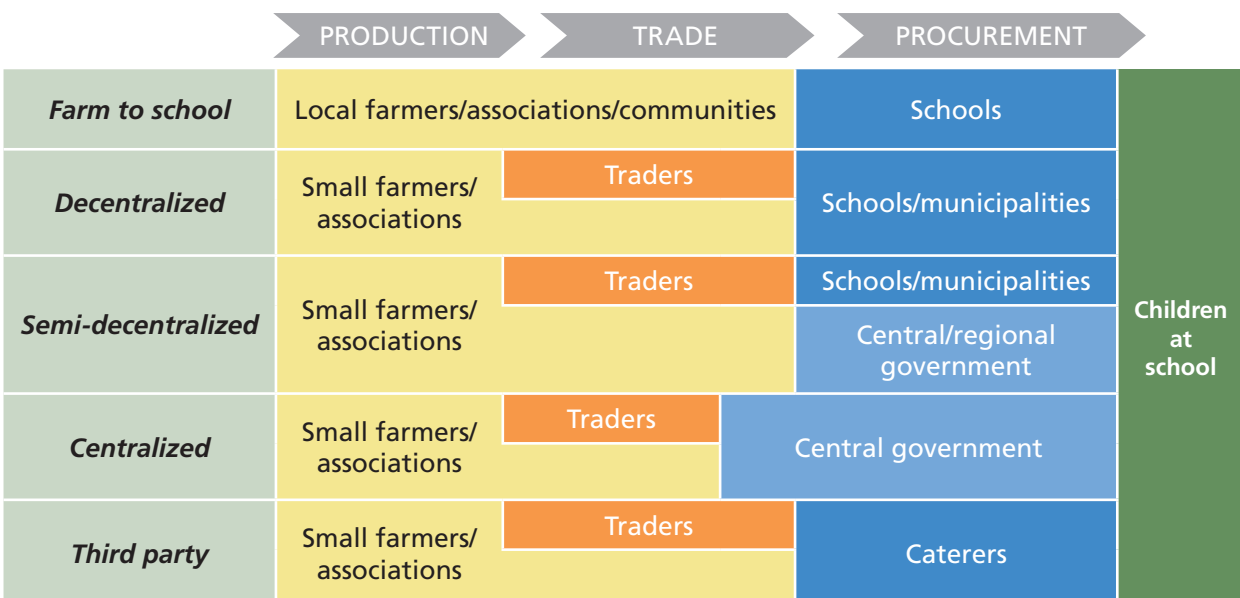 PRODUCTION
TRADE
PROCUREMENT
Farm to school
Local farmers/associations/communities
Schools
Decentralized
Small farmers/
associations
Traders
Schools/municipalities
Semi-decentralized
Small farmers/
associations
Traders
Schools/municipalities
Central/regional
government
Centralized
Small farmers/
associations
Traders
Central government
Third party
Small farmers/
associations
Traders
Caterers
Children
at
school